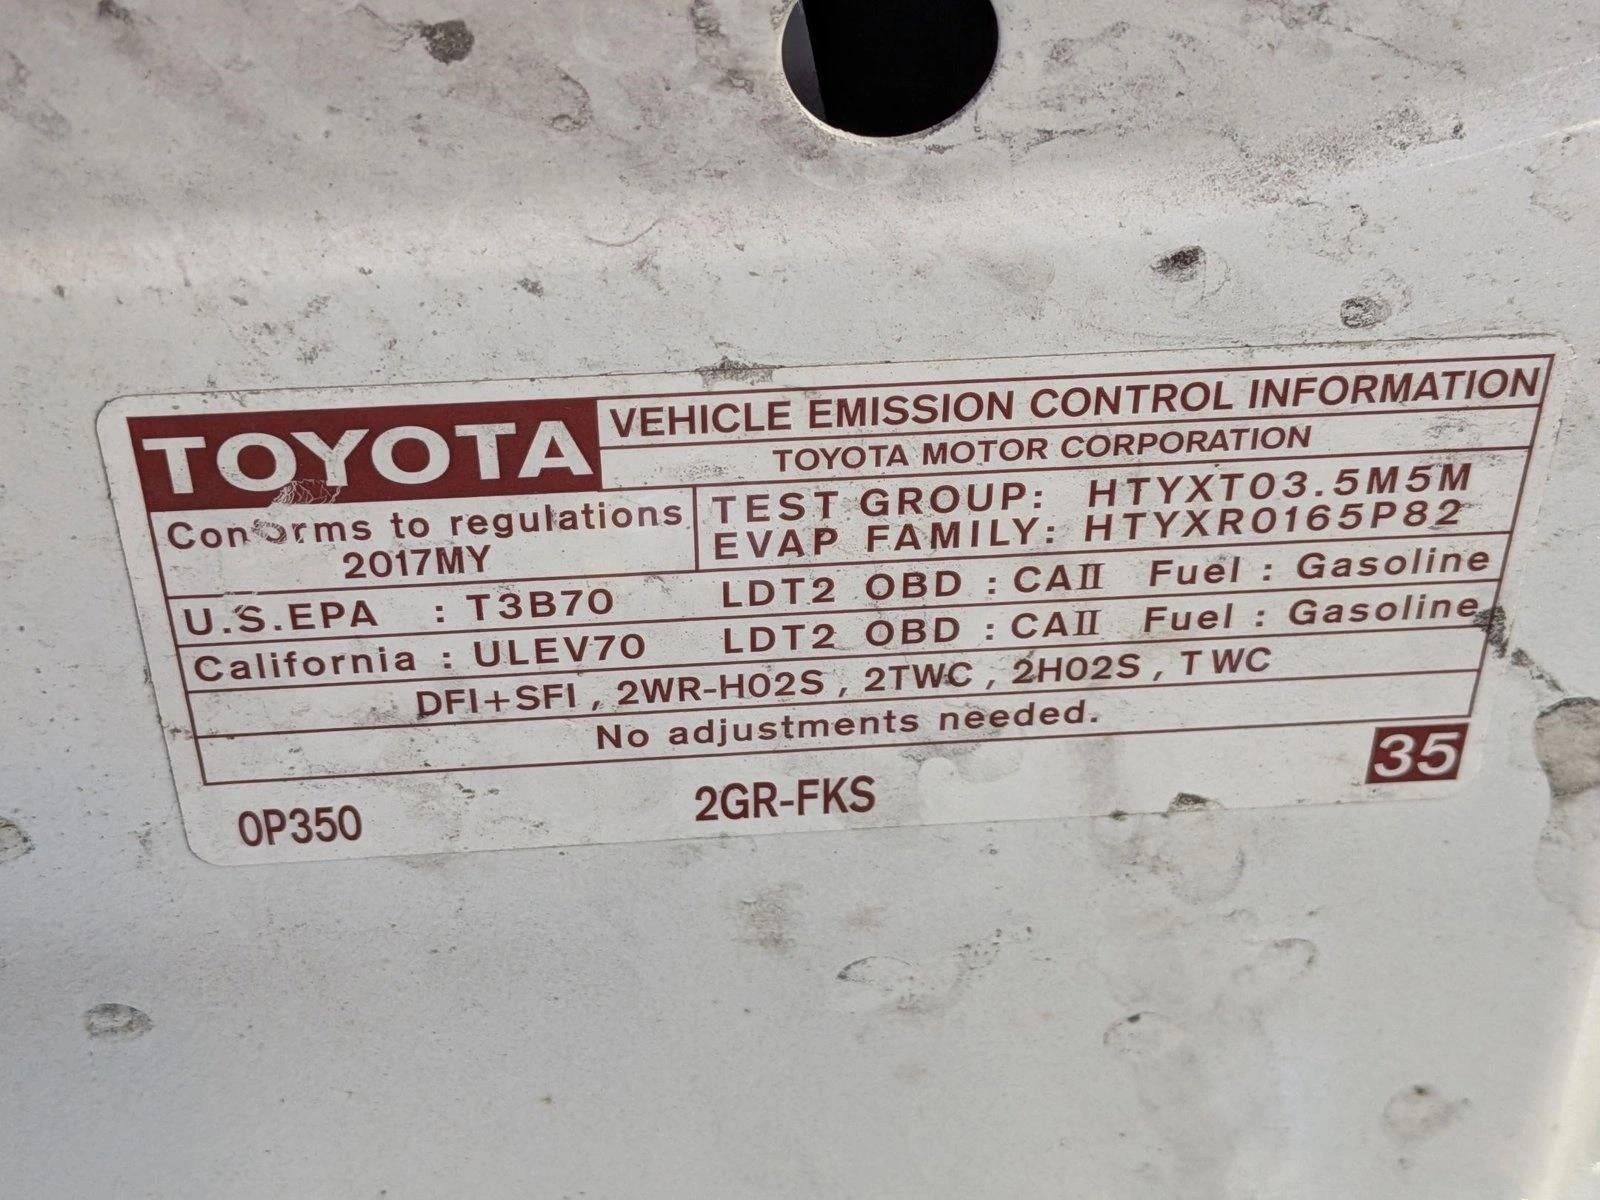 TOYOTA
VEHICLE EMISSION CONTROL INFORMATION
TOYOTA MOTOR CORPORATION
Conforms to regulations
2017MY
TEST GROUP: HTYXT03.5M5M
EVAP FAMILY: HTYXR0165P82
U.S.EPA : T3B70 LDT2 OBD : CAII Fuel : Gasoline
California : ULEV70 LDT2 OBD : CAII Fuel : Gasoline
DFI+SFI , 2WR-HO2S , 2TWC , 2HO2S , TWC
No adjustments needed.
0P350
2GR-FKS
35